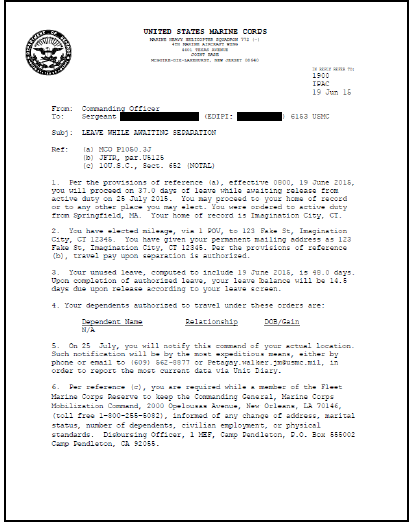 UNITED STATES MARINE CORPS
MARINE HEAVY HELICOPTER SQUADRON 772 (-)
4TH MARINE AIRCRAFT WING
JOINT BASE
MCGUIRE-DIX-LAKEHURST, NEW JERSEY 08640
IN REPLY REFER TO:
1900
IPAC
19 Jun 15
From: Commanding Officer
To: Sergeant (EDIPI: ) 6153 USMC
Subj: LEAVE WHILE AWAITING SEPARATION
Ref: (a) MCO P1050.3J
(b) JFTR, par.U5125
(c) 10U.S.C., Sect. 652 (NOTAL)
1. Per the provisions of reference (a), effective 0800, 19 June 2015,
you will proceed on 37.0 days of leave while awaiting release from
active duty on 25 July 2015. You may proceed to your home of record
or to any other place you may elect. You were ordered to active duty
from Springfield, MA. Your home of record is Imagination City, CT.
2. You have elected mileage, via 1 POV, to 123 Fake St, Imagination
City, CT 12345. You have given your permanent mailing address as 123
Fake St, Imagination City, CT 12345. Per the provisions of reference
(b), travel pay upon separation is authorized.
3. Your unused leave, computed to include 19 June 2015, is 48.0 days.
Upon completion of authorized leave, your leave balance will be 14.5
days due upon release according to your leave screen.
4. Your dependents authorized to travel under these orders are:
Dependent Name Relationship DOB/Gain
N/A
5. On 25 July, you will notify this command of your actual location.
Such notification will be by the most expeditious means, either by
phone or email to (609) 562-8877 or Petagay.walker.jm@usmc.mil, in
order to report the most current data via Unit Diary.
6. Per reference (c), you are required while a member of the Fleet
Marine Corps Reserve to keep the Commanding General, Marine Corps
Mobilization Command, 2000 Opelousas Avenue, New Orleans, LA 70146,
(toll free 1-800-255-5082), informed of any change of address, marital
status, number of dependents, civilian employment, or physical
standards. Disbursing Officer, 1 MEF, Camp Pendleton, P.O. Box 555002
Camp Pendleton, CA 92055.